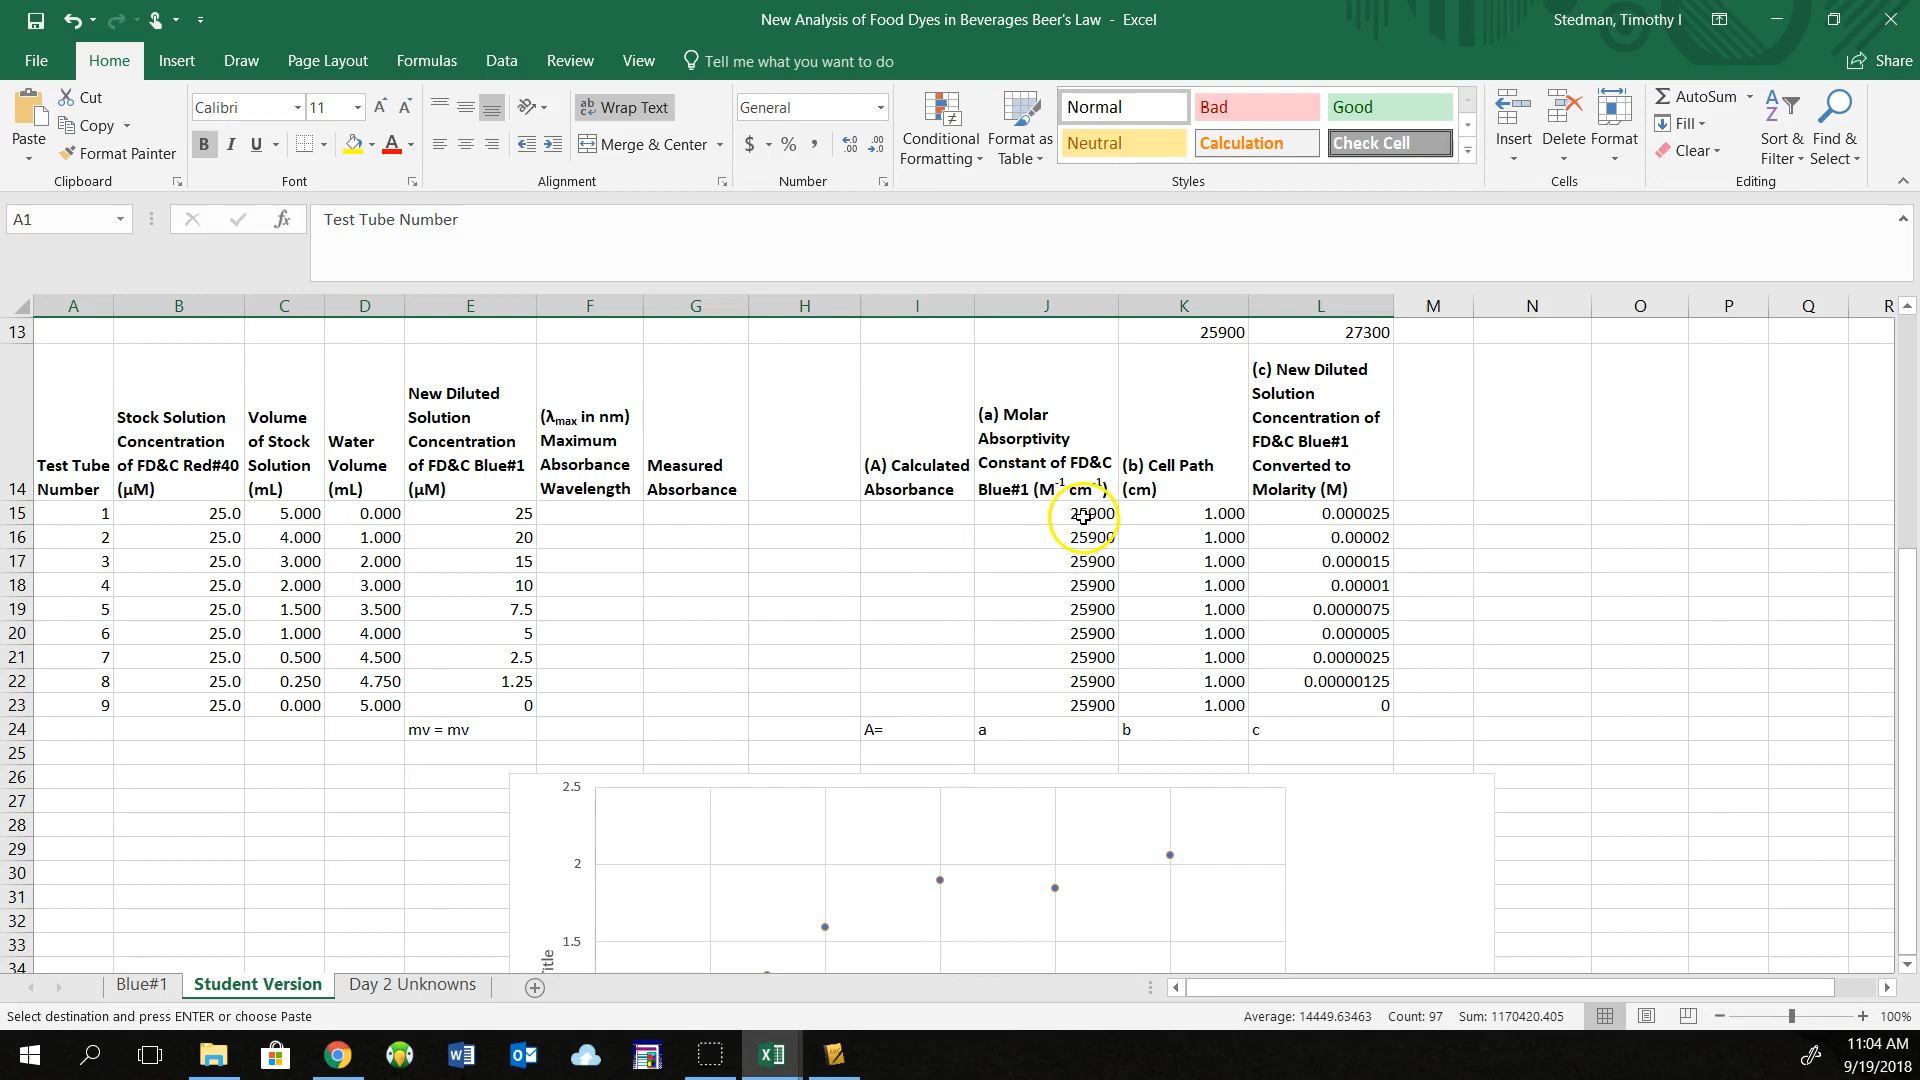 New Analysis of Food Dyes in Beverages Beer's Law - Excel
Stedman, Timothy I
File Home Insert Draw Page Layout Formulas Data Review View Tell me what you want to do Share
Cut
Copy
Format Painter
Paste
Clipboard
Calibri 11 A A
B I U A
Font
Wrap Text
Merge & Center
Alignment
General
$ % , .00 .00
Number
Conditional Formatting
Format as Table
Normal Bad Good
Neutral Calculation Check Cell
Styles
Insert Delete Format
Cells
AutoSum
Fill
Clear
Sort & Filter
Find & Select
Editing
A1 fx Test Tube Number
A B C D E F G H I J K L M N O P Q R
13 25900 27300
14
Test Tube Number
Stock Solution Concentration of FD&C Red#40 (µM)
Volume of Stock Solution (mL)
Water Volume (mL)
New Diluted Solution Concentration of FD&C Blue#1 (µM)
(λmax in nm) Maximum Absorbance Wavelength
Measured Absorbance
(A) Calculated Absorbance
(a) Molar Absorptivity Constant of FD&C Blue#1 (M-1 cm-1)
(b) Cell Path (cm)
(c) New Diluted Solution Concentration of FD&C Blue#1 Converted to Molarity (M)
15 1 25.0 5.000 0.000 25 25900 1.000 0.000025
16 2 25.0 4.000 1.000 20 25900 1.000 0.00002
17 3 25.0 3.000 2.000 15 25900 1.000 0.000015
18 4 25.0 2.000 3.000 10 25900 1.000 0.00001
19 5 25.0 1.500 3.500 7.5 25900 1.000 0.0000075
20 6 25.0 1.000 4.000 5 25900 1.000 0.000005
21 7 25.0 0.500 4.500 2.5 25900 1.000 0.0000025
22 8 25.0 0.250 4.750 1.25 25900 1.000 0.00000125
23 9 25.0 0.000 5.000 0 25900 1.000 0
24 mv = mv A= a b c
25
26
27
28
29
30
31
32
33
34
2.5
2
1.5
Blue#1 Student Version Day 2 Unknowns
Select destination and press ENTER or choose Paste
Average: 14449.63463 Count: 97 Sum: 1170420.405 100%
11:04 AM
9/19/2018